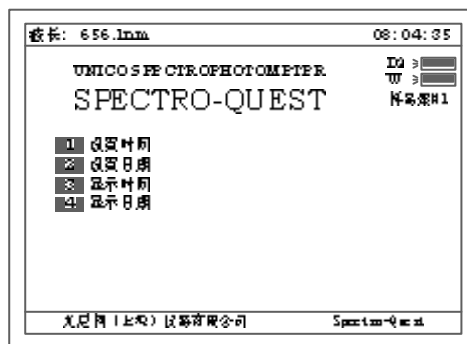 波长: 656.1nm 08:04:35
UNICO SPECTROPHOTOMETER D2
SPECTRO-QUEST W
样品架#1
1 设置时间
2 设置日期
3 显示时间
4 显示日期
尤尼柯(上海)仪器有限公司 Spectro-Quest